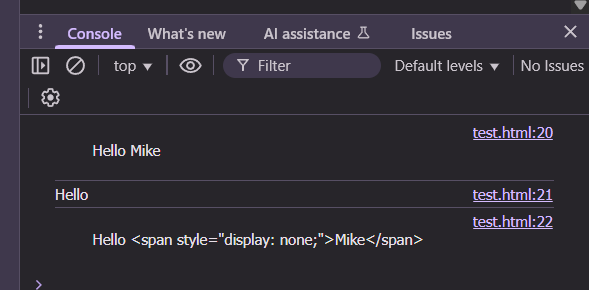 Console What's new AI assistance Issues
top Filter Default levels No Issues
test.html:20
Hello Mike
Hello test.html:21
test.html:22
Hello <span style="display: none;">Mike</span>